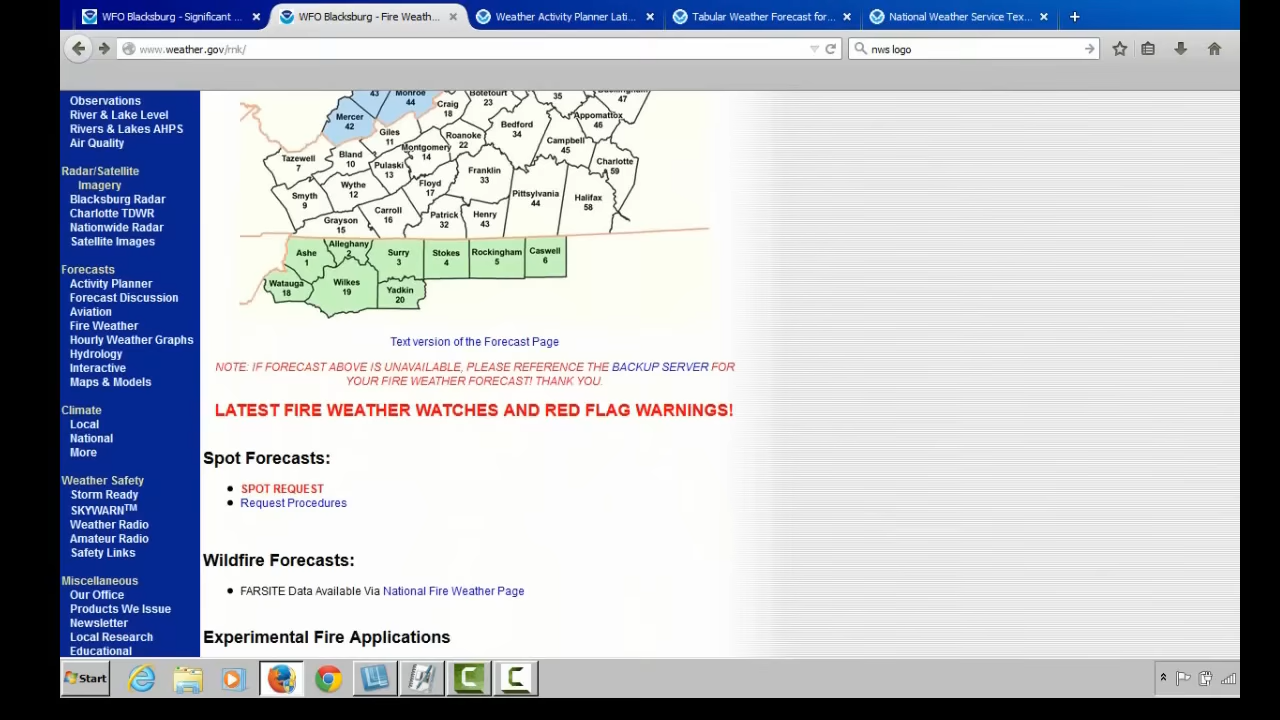 WFO Blacksburg - Significant ...
WFO Blacksburg - Fire Weath...
Weather Activity Planner Lati...
Tabular Weather Forecast for...
National Weather Service Tex...
www.weather.gov/rnk/
nws logo
Observations
River & Lake Level
Rivers & Lakes AHPS
Air Quality
Radar/Satellite
Imagery
Blacksburg Radar
Charlotte TDWR
Nationwide Radar
Satellite Images
Forecasts
Activity Planner
Forecast Discussion
Aviation
Fire Weather
Hourly Weather Graphs
Hydrology
Interactive
Maps & Models
Climate
Local
National
More
Weather Safety
Storm Ready
SKYWARN™
Weather Radio
Amateur Radio
Safety Links
Miscellaneous
Our Office
Products We Issue
Newsletter
Local Research
Educational
43
Monroe
44
Mercer
42
Craig
18
Botetourt
23
35
47
Appomattox
46
Bedford
34
Giles
11
Roanoke
22
Montgomery
14
Campbell
45
Charlotte
59
Tazewell
7
Bland
10
Pulaski
13
Franklin
33
Wythe
12
Floyd
17
Smyth
9
Pittsylvania
44
Halifax
58
Grayson
15
Carroll
16
Patrick
32
Henry
43
Ashe
1
Alleghany
2
Surry
3
Stokes
4
Rockingham
5
Caswell
6
Watauga
18
Wilkes
19
Yadkin
20
Text version of the Forecast Page
NOTE: IF FORECAST ABOVE IS UNAVAILABLE, PLEASE REFERENCE THE BACKUP SERVER FOR
YOUR FIRE WEATHER FORECAST! THANK YOU.
LATEST FIRE WEATHER WATCHES AND RED FLAG WARNINGS!
Spot Forecasts:
SPOT REQUEST
Request Procedures
Wildfire Forecasts:
FARSITE Data Available Via National Fire Weather Page
Experimental Fire Applications
Start